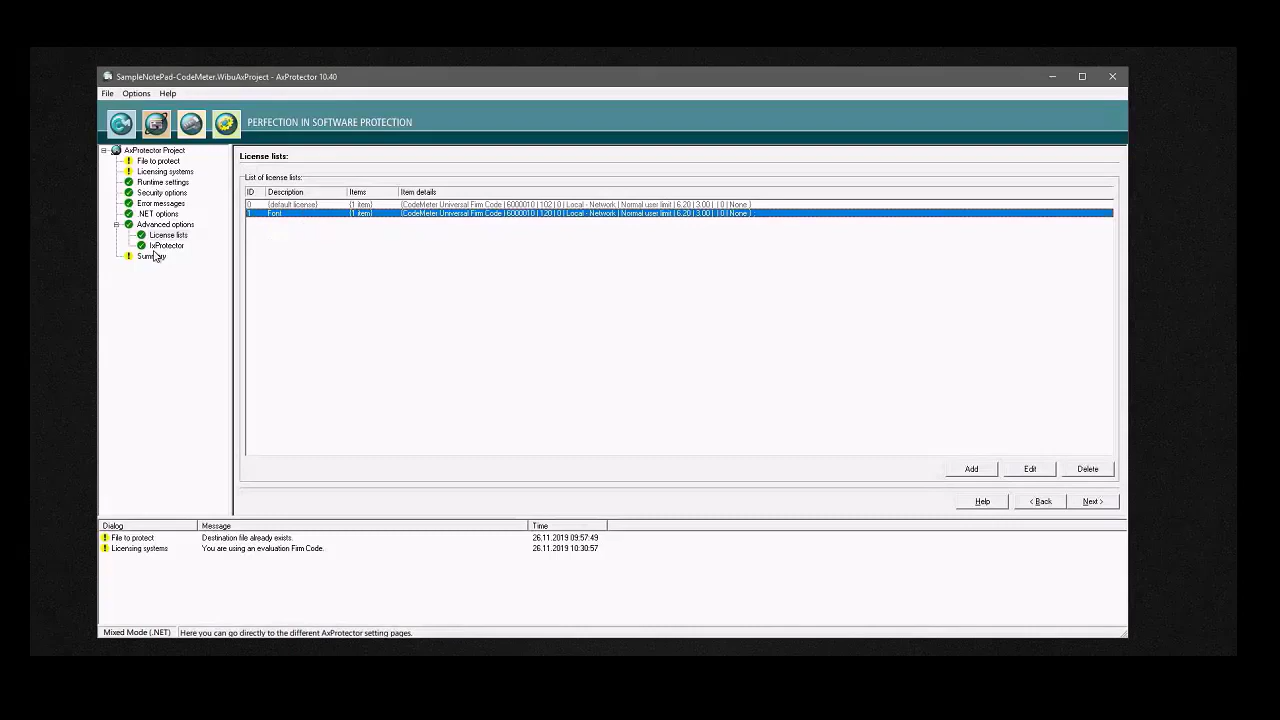 SampleNotePad-CodeMeter.WibuAxProject - AxProtector 10.40
File Options Help
PERFECTION IN SOFTWARE PROTECTION
AxProtector Project
File to protect
Licensing systems
Runtime settings
Security options
Error messages
.NET options
Advanced options
License lists
IxProtector
Summary
License lists:
List of license lists:
ID Description Items Item details
0 {default license} {1 item} {CodeMeter Universal Firm Code | 6000010 | 102 | 0 | Local - Network | Normal user limit | 6.20 | 3.00 | | 0 | None }
1 Font {1 item} {CodeMeter Universal Firm Code | 6000010 | 120 | 0 | Local - Network | Normal user limit | 6.20 | 3.00 | | 0 | None }
Add Edit Delete
Help < Back Next >
Dialog Message Time
File to protect Destination file already exists. 26.11.2019 09:57:49
Licensing systems You are using an evaluation Firm Code. 26.11.2019 10:30:57
Mixed Mode (.NET) Here you can go directly to the different AxProtector setting pages.